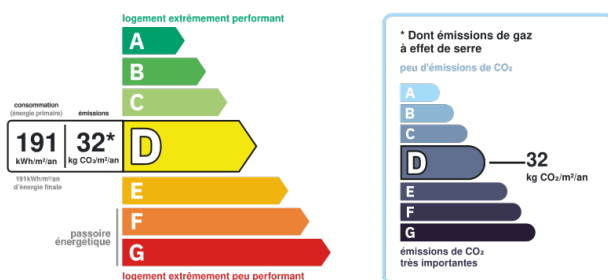 logement extrêmement performant
A
B
C
consommation
(énergie primaire)
émissions
191
kWh/m²/an
32*
kg CO₂/m²/an
D
191kWh/m²/an
d'énergie finale
E
F
G
passoire
énergétique
logement extrêmement peu performant
* Dont émissions de gaz
à effet de serre
peu d'émissions de CO₂
A
B
C
D
32
kg CO₂/m²/an
E
F
G
émissions de CO₂
très importantes